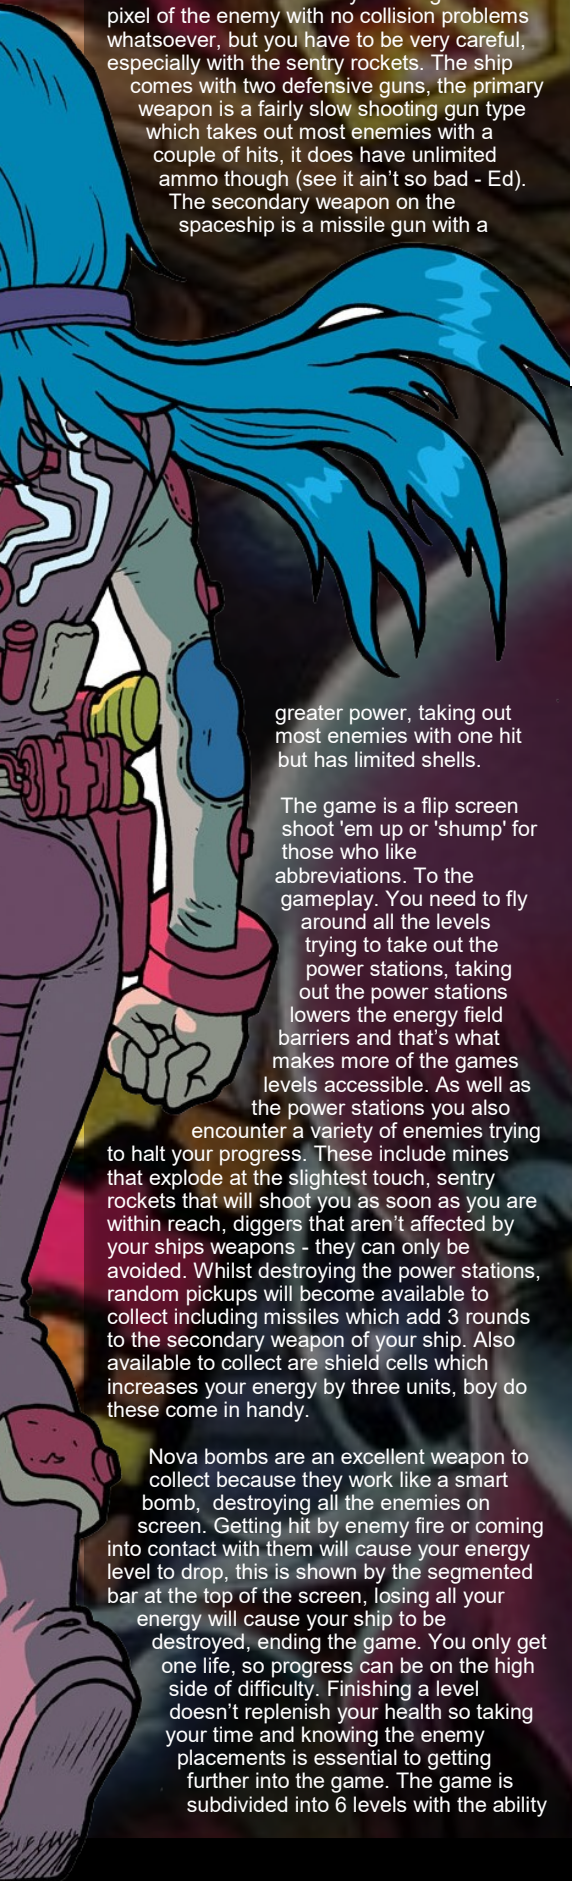 pixel of the enemy with no collision problems
whatsoever, but you have to be very careful,
especially with the sentry rockets. The ship
comes with two defensive guns, the primary
weapon is a fairly slow shooting gun type
which takes out most enemies with a
couple of hits, it does have unlimited
ammo though (see it ain't so bad - Ed).
The secondary weapon on the
spaceship is a missile gun with a
greater power, taking out
most enemies with one hit
but has limited shells.
The game is a flip screen
shoot 'em up or 'shump' for
those who like
abbreviations. To the
gameplay. You need to fly
around all the levels
trying to take out the
power stations, taking
out the power stations
lowers the energy field
barriers and that's what
makes more of the games
levels accessible. As well as
the power stations you also
encounter a variety of enemies trying
to halt your progress. These include mines
that explode at the slightest touch, sentry
rockets that will shoot you as soon as you are
within reach, diggers that aren't affected by
your ships weapons - they can only be
avoided. Whilst destroying the power stations,
random pickups will become available to
collect including missiles which add 3 rounds
to the secondary weapon of your ship. Also
available to collect are shield cells which
increases your energy by three units, boy do
these come in handy.
Nova bombs are an excellent weapon to
collect because they work like a smart
bomb,  destroying all the enemies on
screen. Getting hit by enemy fire or coming
into contact with them will cause your energy
level to drop, this is shown by the segmented
bar at the top of the screen, losing all your
energy will cause your ship to be
destroyed, ending the game. You only get
one life, so progress can be on the high
side of difficulty. Finishing a level
doesn't replenish your health so taking
your time and knowing the enemy
placements is essential to getting
further into the game. The game is
subdivided into 6 levels with the ability